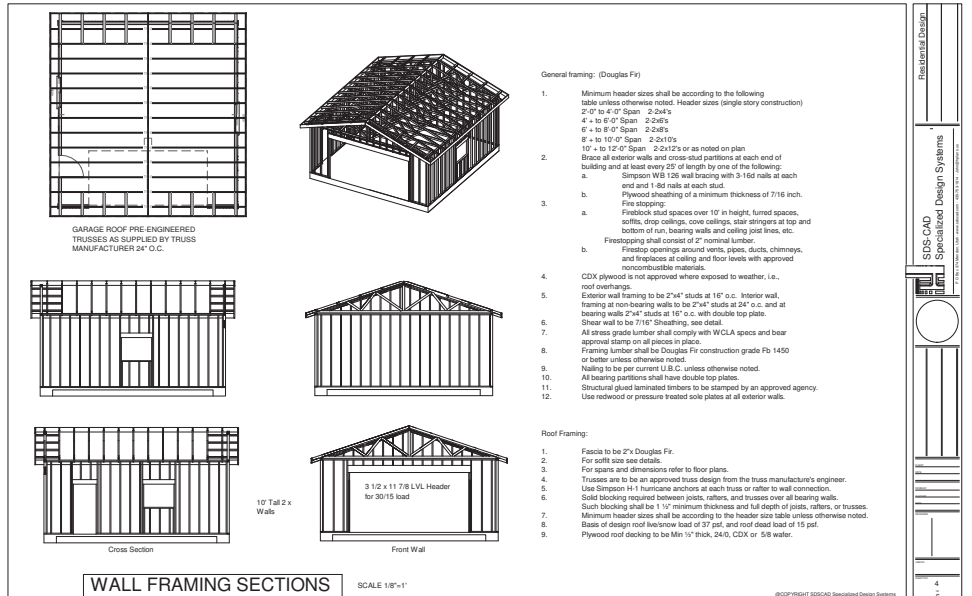 GARAGE ROOF PRE-ENGINEERED
TRUSSES AS SUPPLIED BY TRUSS
MANUFACTURER 24" O.C.
General framing: (Douglas Fir)
1. Minimum header sizes shall be according to the following
table unless otherwise noted. Header sizes (single story construction)
2'-0" to 4'-0" Span 2-2x4's
4' + to 6'-0" Span 2-2x6's
6' + to 8'-0" Span 2-2x8's
8' + to 10'-0" Span 2-2x10's
10' + to 12'-0" Span 2-2x12's or as noted on plan
2. Brace all exterior walls and cross-stud partitions at each end of
building and at least every 25' of length by one of the following:
a. Simpson WB 126 wall bracing with 3-16d nails at each
end and 1-8d nails at each stud.
b. Plywood sheathing of a minimum thickness of 7/16 inch.
3. Fire stopping:
a. Fireblock stud spaces over 10' in height, furred spaces,
soffits, drop ceilings, cove ceilings, stair stringers at top and
bottom of run, bearing walls and ceiling joist lines, etc.
Firestopping shall consist of 2" nominal lumber.
b. Firestop openings around vents, pipes, ducts, chimneys,
and fireplaces at ceiling and floor levels with approved
noncombustible materials.
4. CDX plywood is not approved where exposed to weather, i.e.,
roof overhangs.
5. Exterior wall framing to be 2"x4" studs at 16" o.c. Interior wall,
framing at non-bearing walls to be 2"x4" studs at 24" o.c. and at
bearing walls 2"x4" studs at 16" o.c. with double top plate.
6. Shear wall to be 7/16" Sheathing, see detail.
7. All stress grade lumber shall comply with WCLA specs and bear
approval stamp on all pieces in place.
8. Framing lumber shall be Douglas Fir construction grade Fb 1450
or better unless otherwise noted.
9. Nailing to be per current U.B.C. unless otherwise noted.
10. All bearing partitions shall have double top plates.
11. Structural glued laminated timbers to be stamped by an approved agency.
12. Use redwood or pressure treated sole plates at all exterior walls.
Roof Framing:
1. Fascia to be 2"x Douglas Fir.
2. For soffit size see details.
3. For spans and dimensions refer to floor plans.
4. Trusses are to be an approved truss design from the truss manufacture's engineer.
5. Use Simpson H-1 hurricane anchors at each truss or rafter to wall connection.
6. Solid blocking required between joists, rafters, and trusses over all bearing walls.
Such blocking shall be 1 ½" minimum thickness and full depth of joists, rafters, or trusses.
7. Minimum header sizes shall be according to the header size table unless otherwise noted.
8. Basis of design roof live/snow load of 37 psf, and roof dead load of 15 psf.
9. Plywood roof decking to be Min ½" thick, 24/0, CDX or 5/8 wafer.
3 1/2 x 11 7/8 LVL Header
for 30/15 load
10' Tall 2 x
Walls
Cross Section
Front Wall
WALL FRAMING SECTIONS
SCALE 1/8"=1'
@COPYRIGHT SDSCAD Specialized Design Systems
Residential Design
SDS-CAD
Specialized Design Systems
4